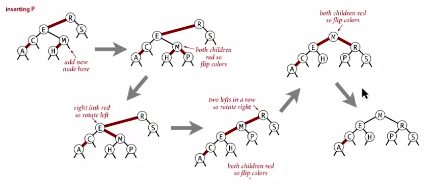 inserting P
add new
node here
both children
red so
flip colors
right link red
so rotate left
two lefts in a row
so rotate right
both children red
so flip colors
both children red
so flip colors
R
E
S
C
M
A
H
R
E
S
C
M
A
H
P
E
R
C
M
S
A
H
P
R
M
S
E
P
C
H
A
M
E
R
C
H
P
S
A
M
E
R
C
H
P
S
A